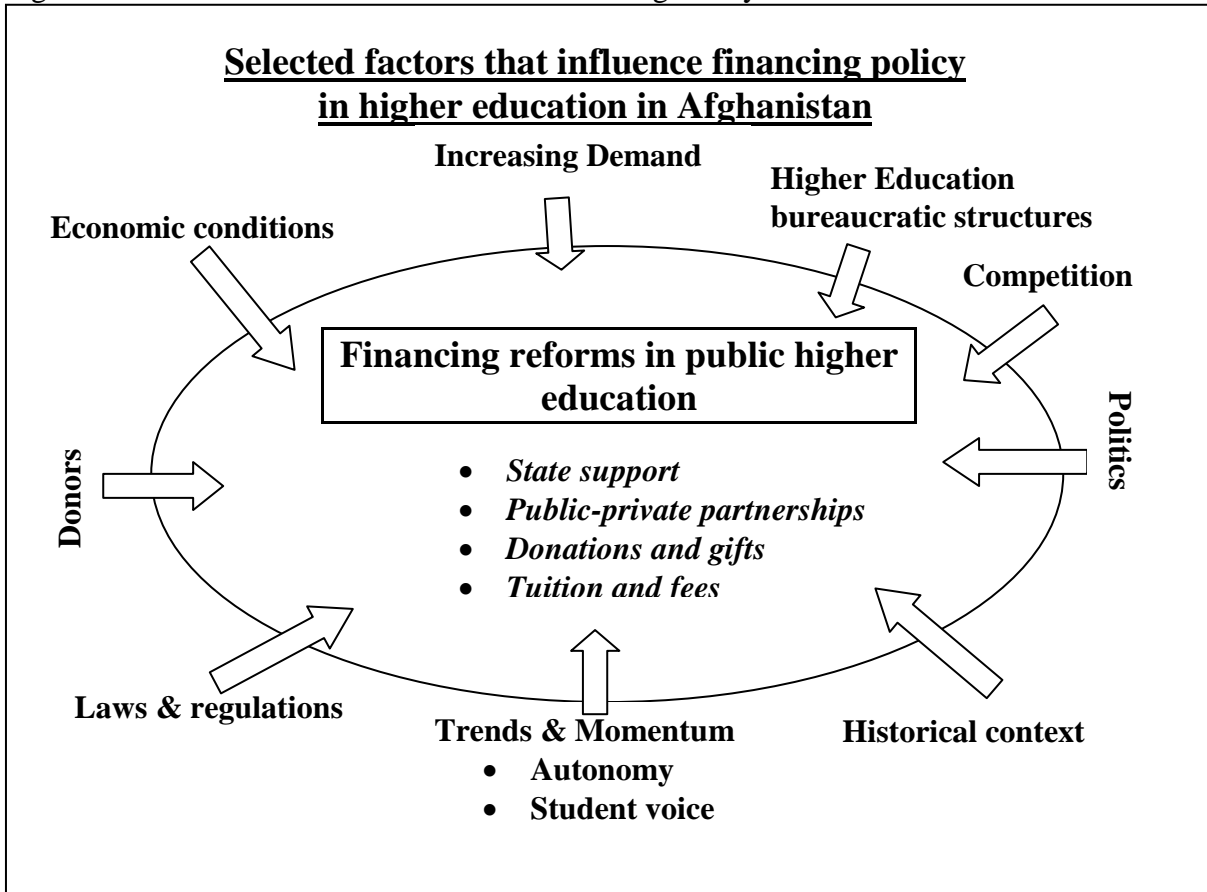 Selected factors that influence financing policy
in higher education in Afghanistan
Increasing Demand
Higher Education
bureaucratic structures
Economic conditions
Competition
Financing reforms in public higher
education
Politics
Donors
• State support
• Public-private partnerships
• Donations and gifts
• Tuition and fees
Laws & regulations
Trends & Momentum
• Autonomy
• Student voice
Historical context